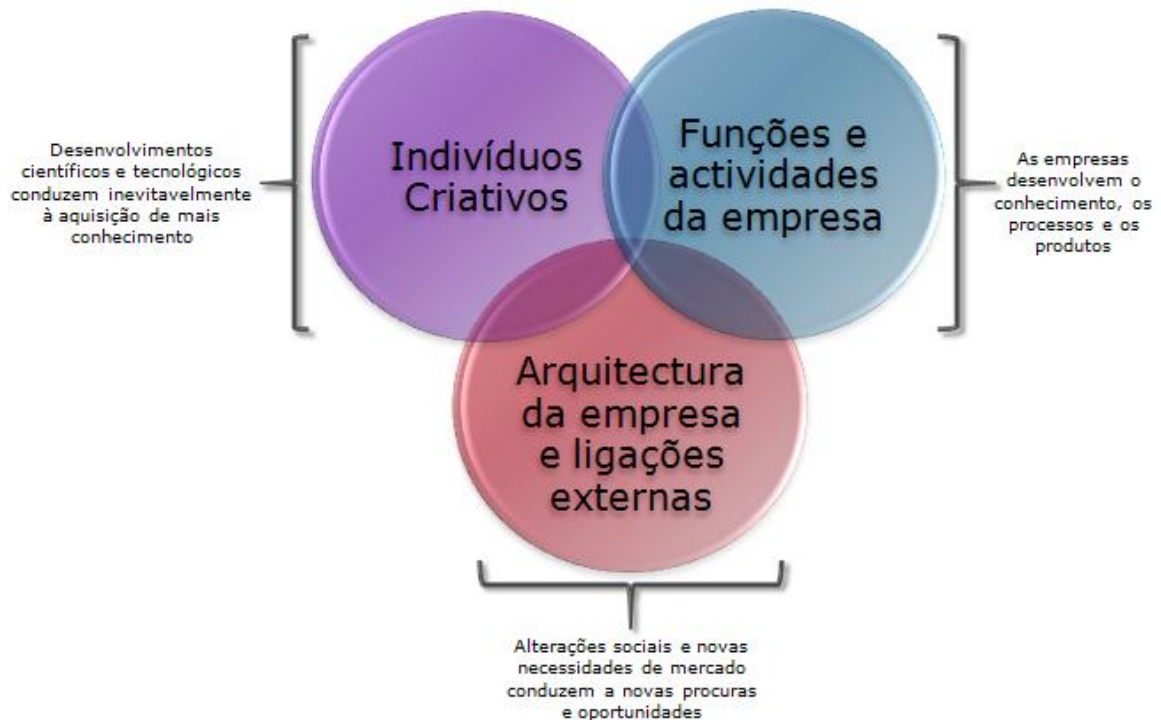 Desenvolvimentos
científicos e tecnológicos
conduzem inevitavelmente
à aquisição de mais
conhecimento
Indivíduos
Criativos
Funções e
actividades
da empresa
As empresas
desenvolvem o
conhecimento, os
processos e os
produtos
Arquitectura
da empresa
e ligações
externas
Alterações sociais e novas
necessidades de mercado
conduzem a novas procuras
e oportunidades